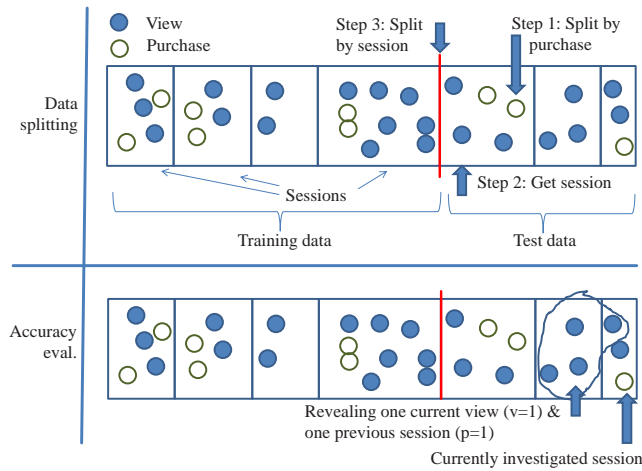 View
Purchase
Step 3: Split
by session
Step 1: Split by
purchase
Data
splitting
Sessions
Step 2: Get session
Training data
Test data
Accuracy
eval.
Revealing one current view (v=1) &
one previous session (p=1)
Currently investigated session